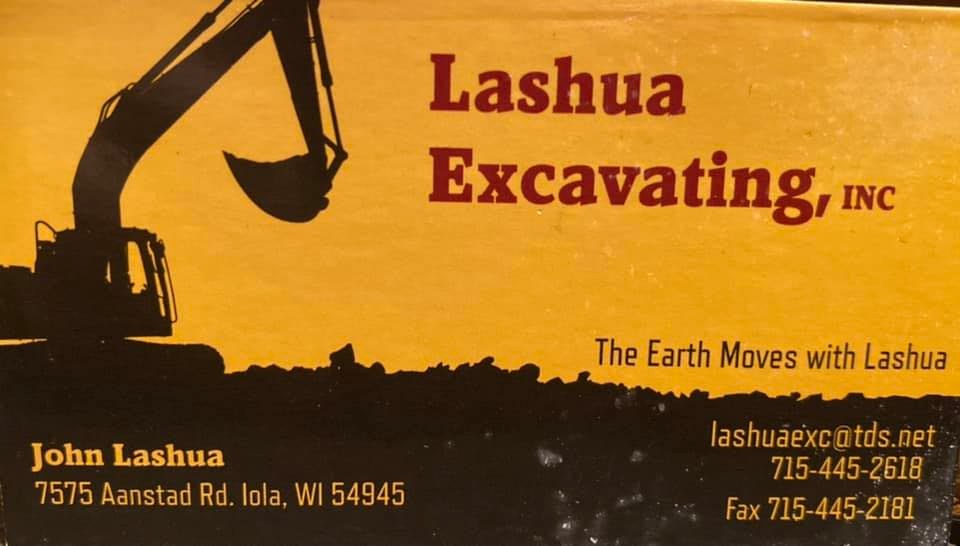 Lashua
Excavating, INC
The Earth Moves with Lashua
John Lashua
7575 Aanstad Rd. Iola, WI 54945
lashuaexc@tds.net
715-445-2618
Fax 715-445-2181